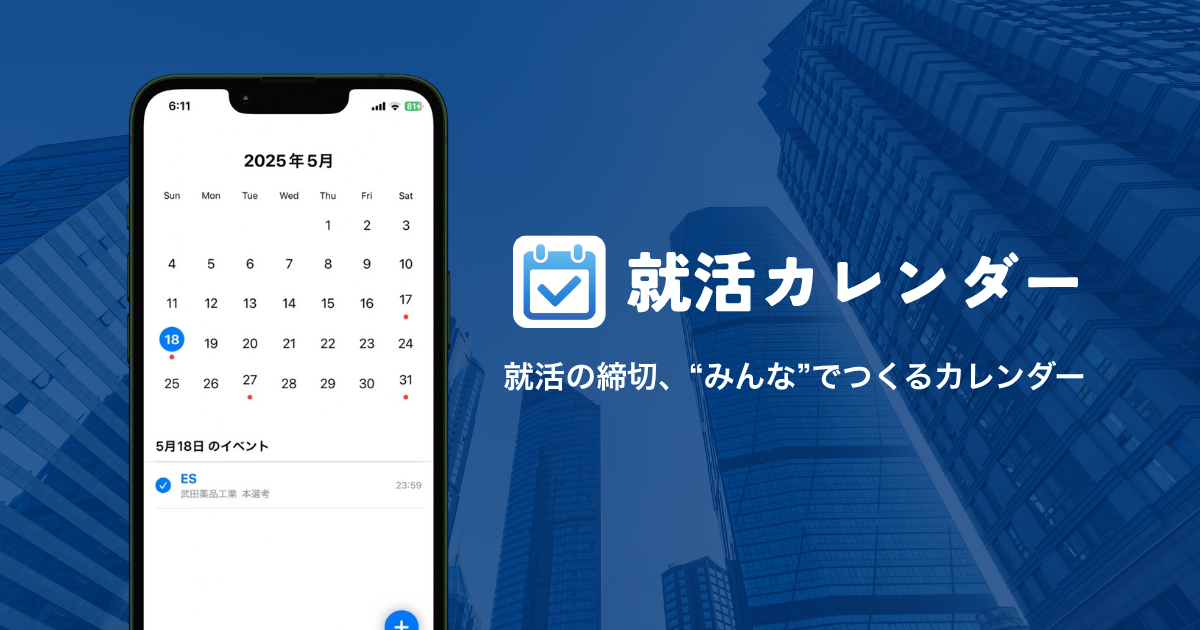 6:11
81
2025年5月
Sun Mon Tue Wed Thu Fri Sat
1 2 3
4 5 6 7 8 9 10
11 12 13 14 15 16 17
18 19 20 21 22 23 24
25 26 27 28 29 30 31
5月18日 のイベント
ES
23:59
武田薬品工業 本選考
就活カレンダー
就活の締切、“みんな”でつくるカレンダー